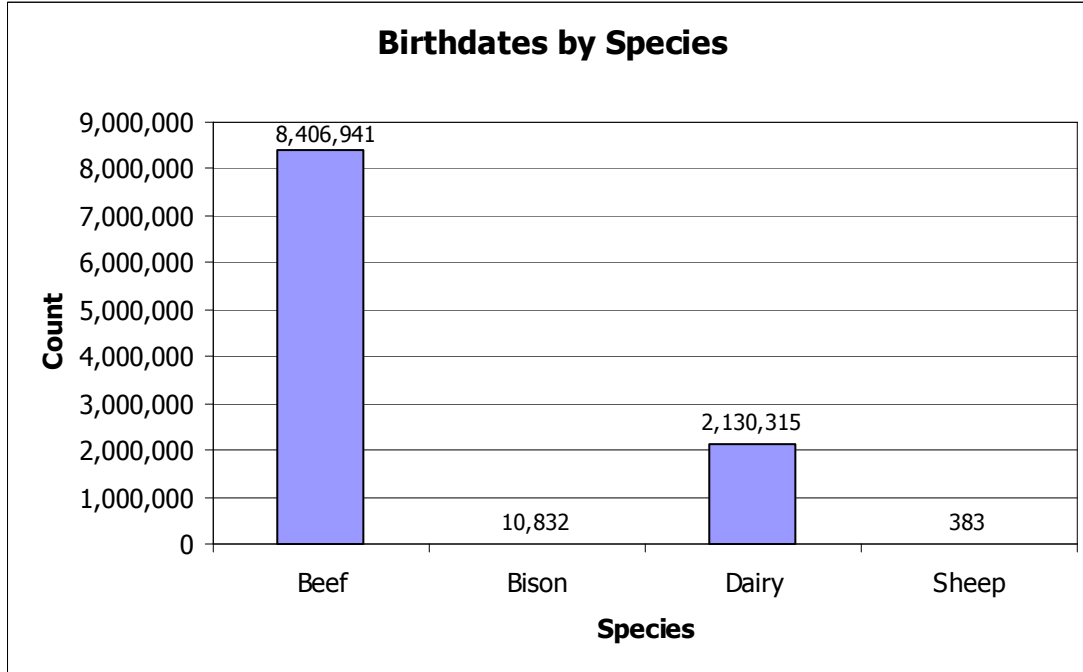 Birthdates by Species
9,000,000
8,000,000
7,000,000
6,000,000
5,000,000
4,000,000
3,000,000
2,000,000
1,000,000
0
Count
8,406,941
10,832
2,130,315
383
Beef
Bison
Dairy
Sheep
Species